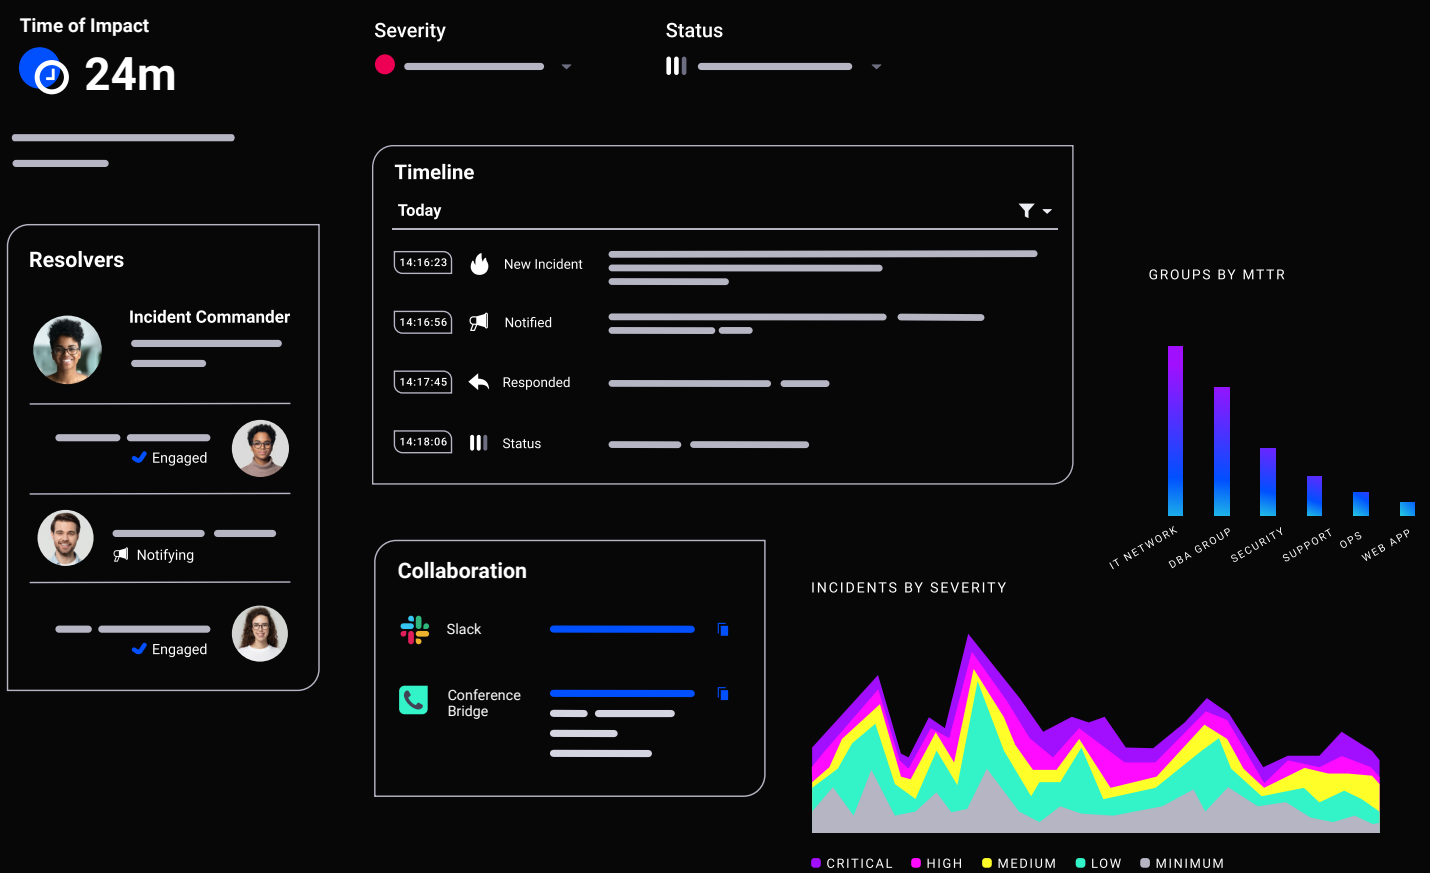 Time of Impact
24m
Severity
Status
Resolvers
Incident Commander
Engaged
Notifying
Engaged
Timeline
Today
14:16:23 New Incident
14:16:56 Notified
14:17:45 Responded
14:18:06 Status
Collaboration
Slack
Conference
Bridge
GROUPS BY MTTR
IT NETWORK
DBA GROUP
SECURITY
SUPPORT
OPS
WEB APP
INCIDENTS BY SEVERITY
CRITICAL HIGH MEDIUM LOW MINIMUM